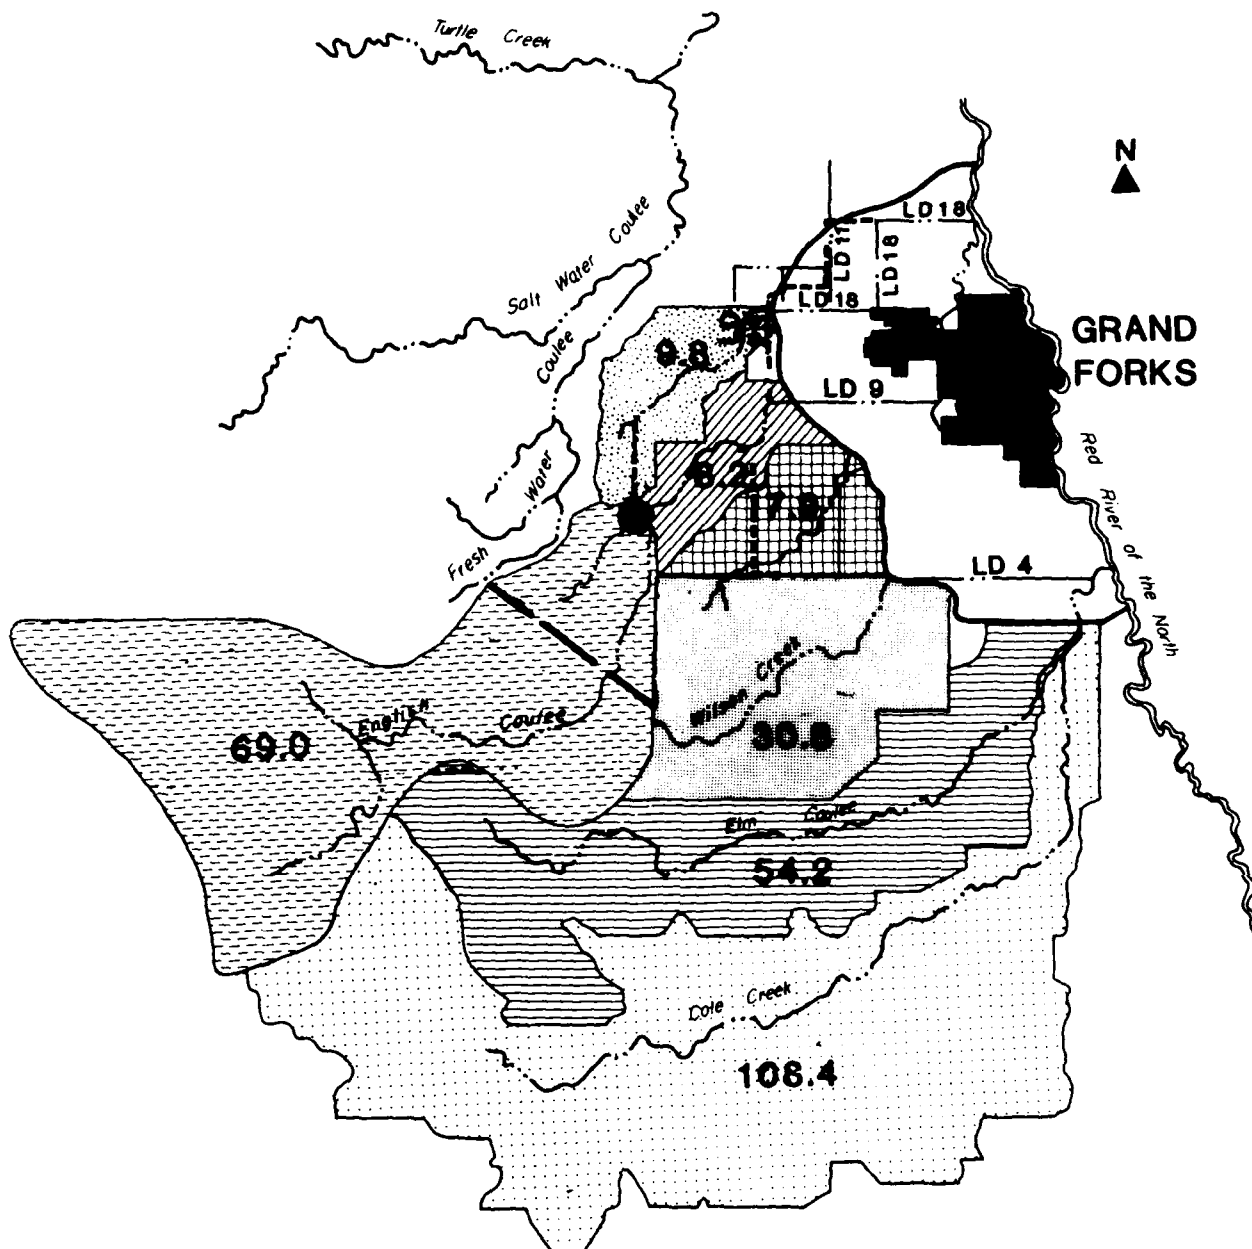 Turtle Creek
N
LD 18
LD 11
LD 18
Salt Water Coulee
LD 18
GRAND
FORKS
9.8
Coulee
LD 9
Water
8.2
7.9
Red River of the North
Fresh
LD 4
Wilson Creek
English Coulee
69.0
30.8
Elm Coulee
54.2
Cole Creek
108.4